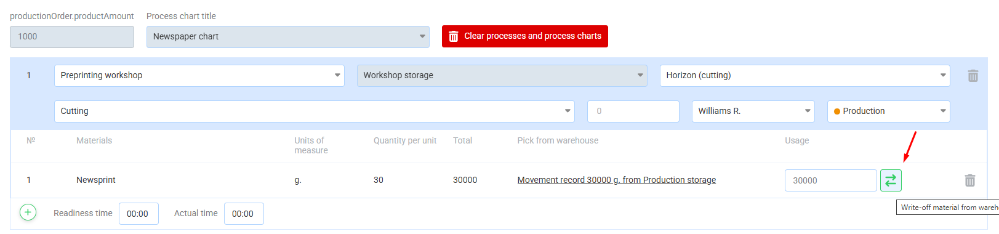 productionOrder.productAmount
Process chart title
1000
Newspaper chart
Clear processes and process charts
1
Preprinting workshop
Workshop storage
Horizon (cutting)
Cutting
0
Williams R.
Production
№
Materials
Units of
measure
Quantity per unit
Total
Pick from warehouse
Usage
1
Newsprint
g.
30
30000
Movement record 30000 g. from Production storage
30000
Readiness time
00:00
Actual time
00:00
Write-off material from wareh